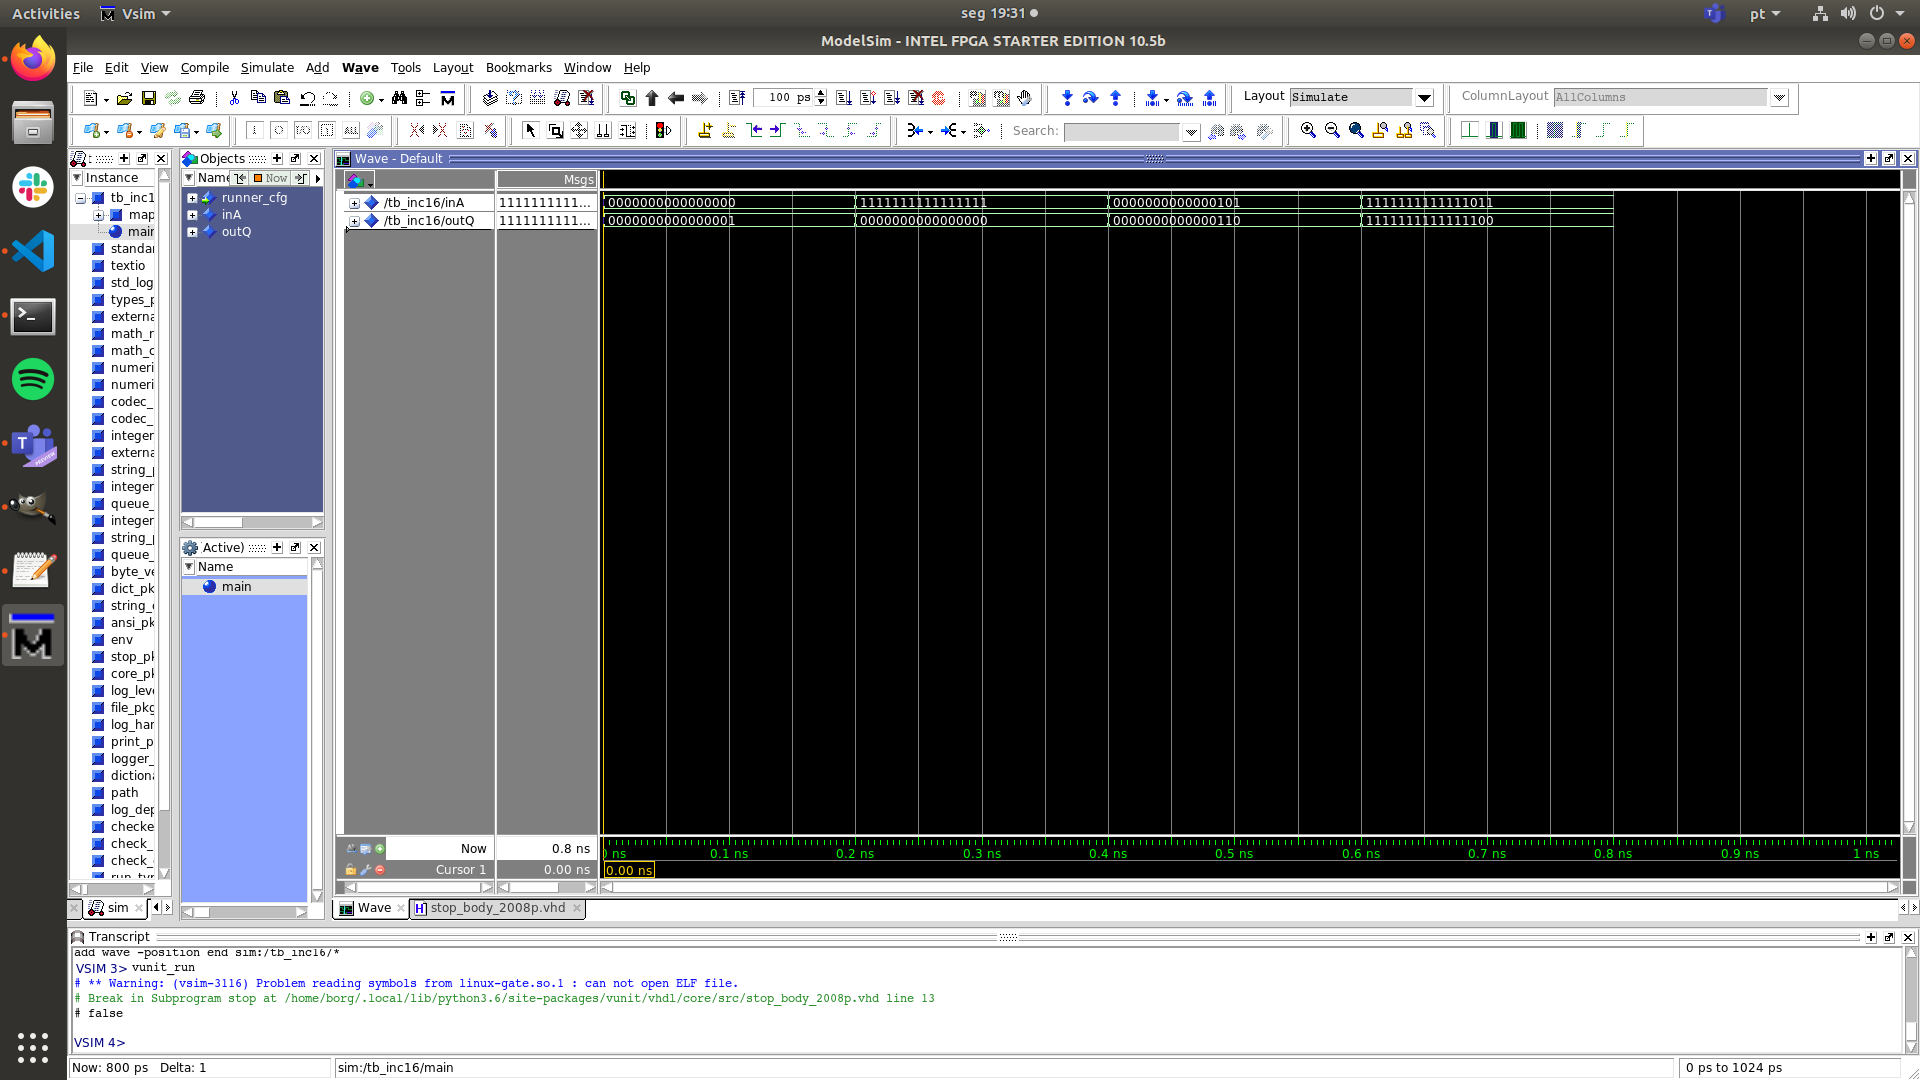 Activities Vsim seg 19:31 pt
ModelSim - INTEL FPGA STARTER EDITION 10.5b
File Edit View Compile Simulate Add Wave Tools Layout Bookmarks Window Help
100 ps Layout Simulate ColumnLayout AllColumns
Search:
Objects
Wave - Default
Instance
Name Now
Msgs
tb_inc1
map
main
standar
textio
std_log
types_p
externa
math_r
math_c
numeri
numeri
codec_
codec_
integer
externa
string_p
integer
queue_
integer
string_p
queue_
byte_ve
dict_pk
string_
ansi_pk
env
stop_pk
core_pk
log_leve
file_pkg
log_har
print_p
logger_
dictiona
path
log_dep
checke
check_
check_
run_typ
sim
runner_cfg
inA
outQ
Active)
Name
main
/tb_inc16/inA 1111111111... 0000000000000000 1111111111111111 0000000000000101 1111111111111011
/tb_inc16/outQ 1111111111... 0000000000000001 0000000000000000 0000000000000110 1111111111111100
Now 0.8 ns
ns 0.1 ns 0.2 ns 0.3 ns 0.4 ns 0.5 ns 0.6 ns 0.7 ns 0.8 ns 0.9 ns 1 ns
Cursor 1 0.00 ns 0.00 ns
Wave stop_body_2008p.vhd
Transcript
add wave -position end sim:/tb_inc16/*
VSIM 3> vunit_run
# ** Warning: (vsim-3116) Problem reading symbols from linux-gate.so.1 : can not open ELF file.
# Break in Subprogram stop at /home/borg/.local/lib/python3.6/site-packages/vunit/vhdl/core/src/stop_body_2008p.vhd line 13
# false
VSIM 4>
Now: 800 ps Delta: 1 sim:/tb_inc16/main 0 ps to 1024 ps